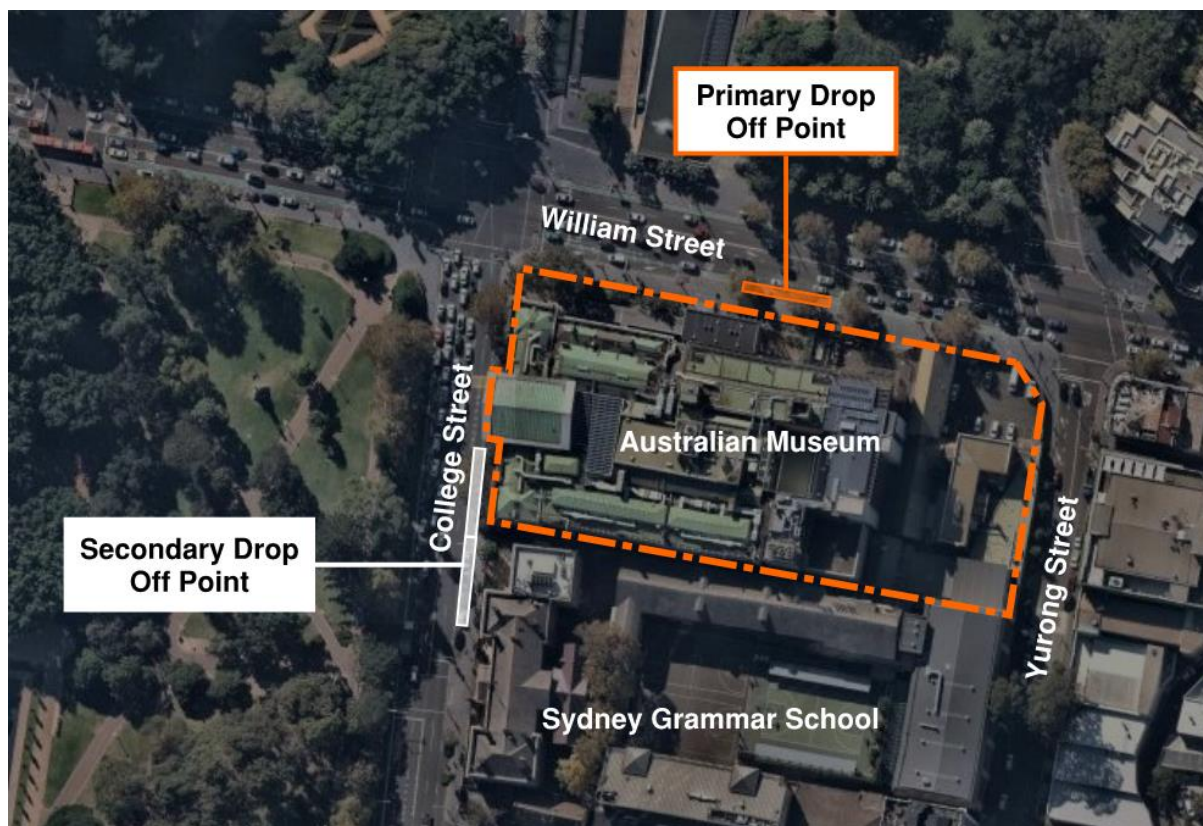 Primary Drop
Off Point
William Street
Australian Museum
College Street
Secondary Drop
Off Point
Yurong Street
Sydney Grammar School